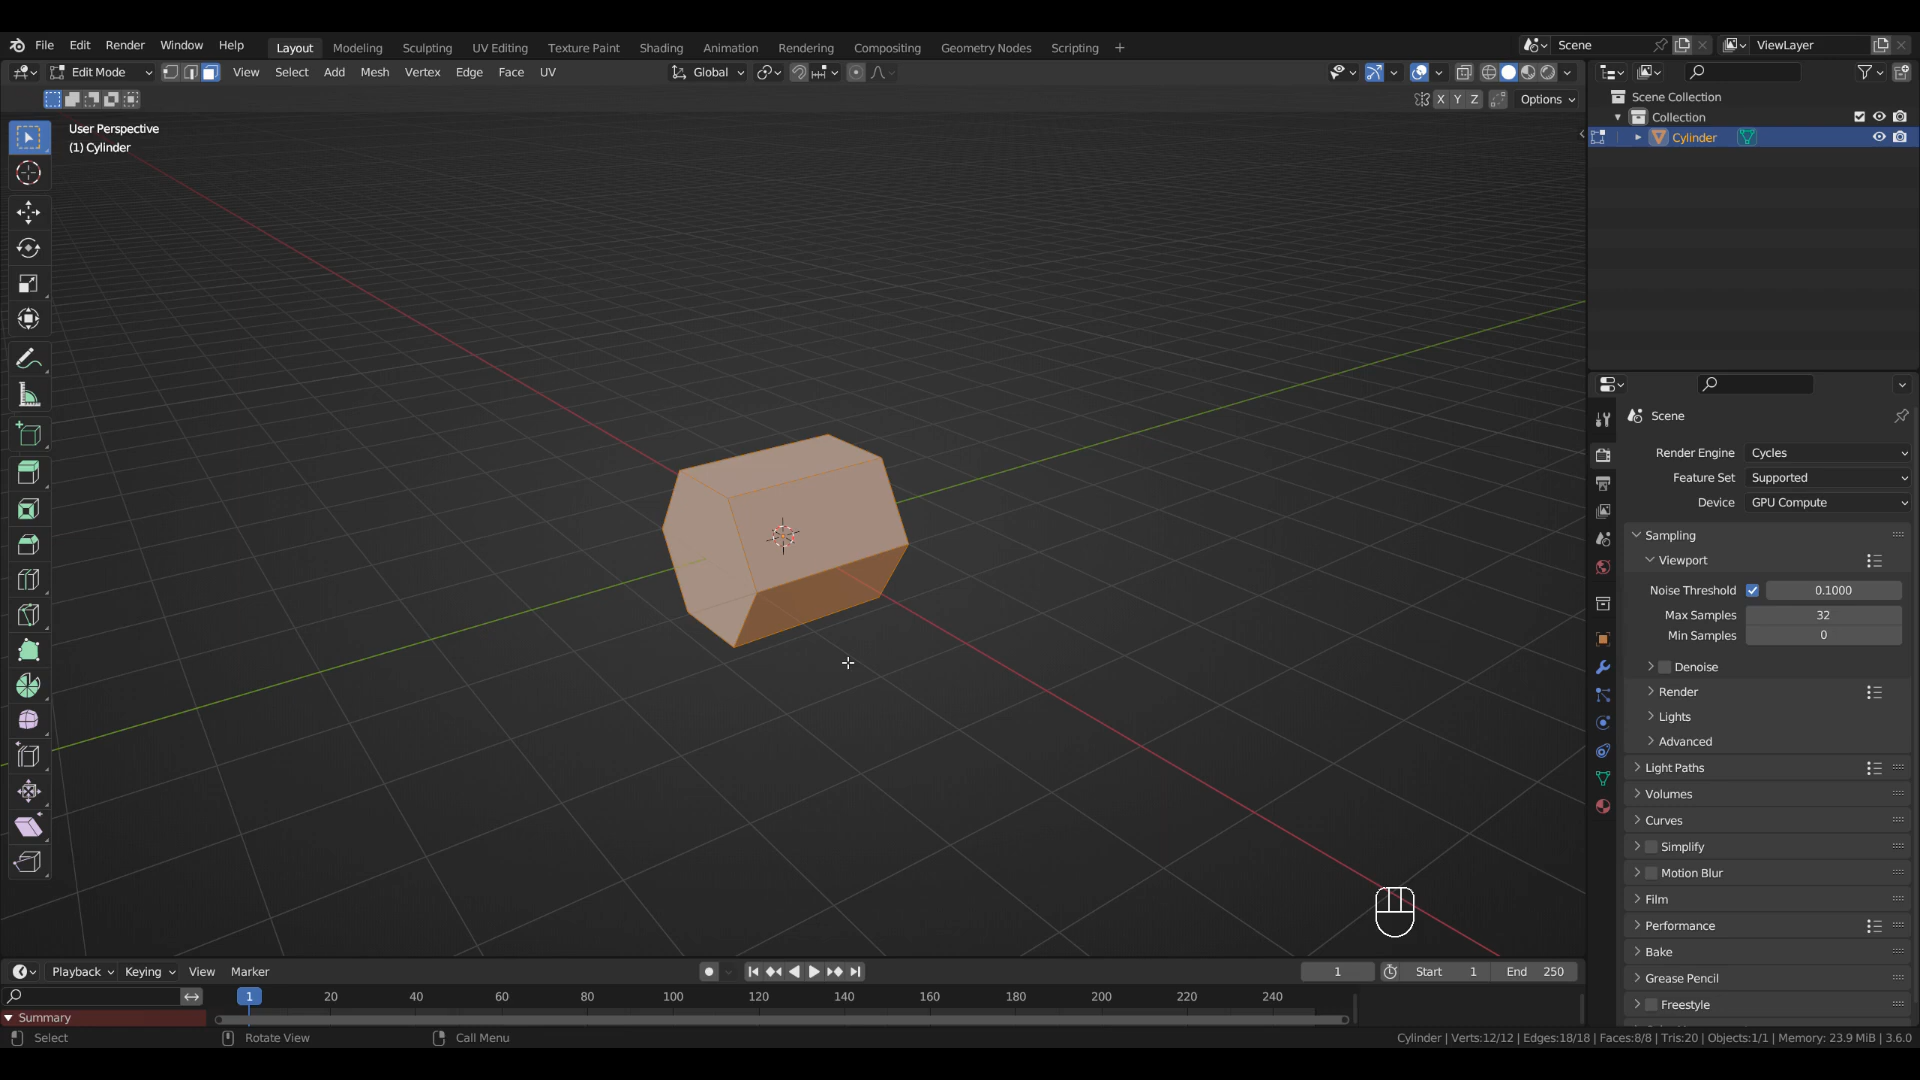 File Edit Render Window Help Layout Modeling Sculpting UV Editing Texture Paint Shading Animation Rendering Compositing Geometry Nodes Scripting + Scene ViewLayer
Edit Mode View Select Add Mesh Vertex Edge Face UV Global
X Y Z Options
User Perspective
(1) Cylinder
Scene Collection
Collection
Cylinder
Scene
Render Engine Cycles
Feature Set Supported
Device GPU Compute
Sampling
Viewport
Noise Threshold 0.1000
Max Samples 32
Min Samples 0
Denoise
Render
Lights
Advanced
Light Paths
Volumes
Curves
Simplify
Motion Blur
Film
Performance
Bake
Grease Pencil
Freestyle
Playback Keying View Marker 1 Start 1 End 250
1 20 40 60 80 100 120 140 160 180 200 220 240
Summary
Select Rotate View Call Menu Cylinder | Verts:12/12 | Edges:18/18 | Faces:8/8 | Tris:20 | Objects:1/1 | Memory: 23.9 MiB | 3.6.0